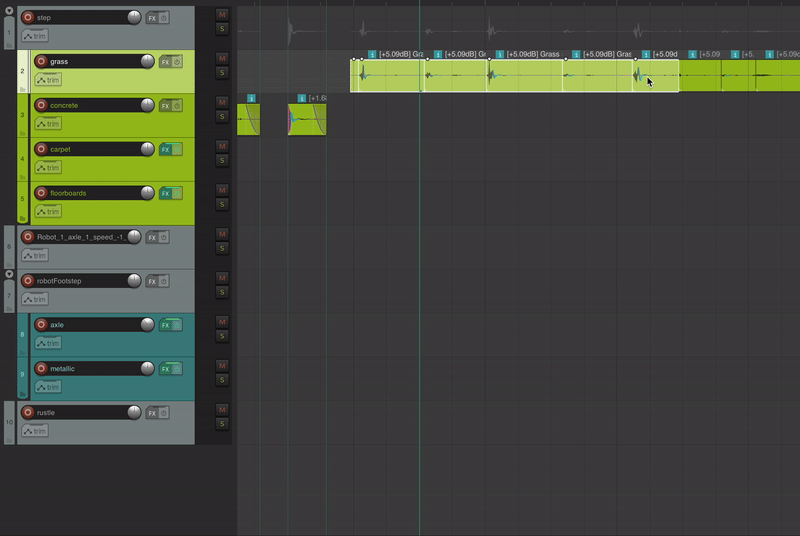 1
step
FX
trim
M
S
2
grass
FX
trim
M
S
[+5.09dB] Gra
[+5.09dB] Gr
[+5.09dB] Grass
[+5.09dB] Gras
[+5.09d
[+5.09
[+5.
[+5.09
3
concrete
FX
trim
M
S
[+1.8
4
carpet
FX
trim
M
S
5
floorboards
FX
trim
M
S
6
Robot_1_axle_1_speed_-1_
FX
M
S
7
robotFootstep
FX
trim
M
S
8
axle
FX
trim
M
S
9
metallic
FX
trim
M
S
10
rustle
FX
trim
M
S